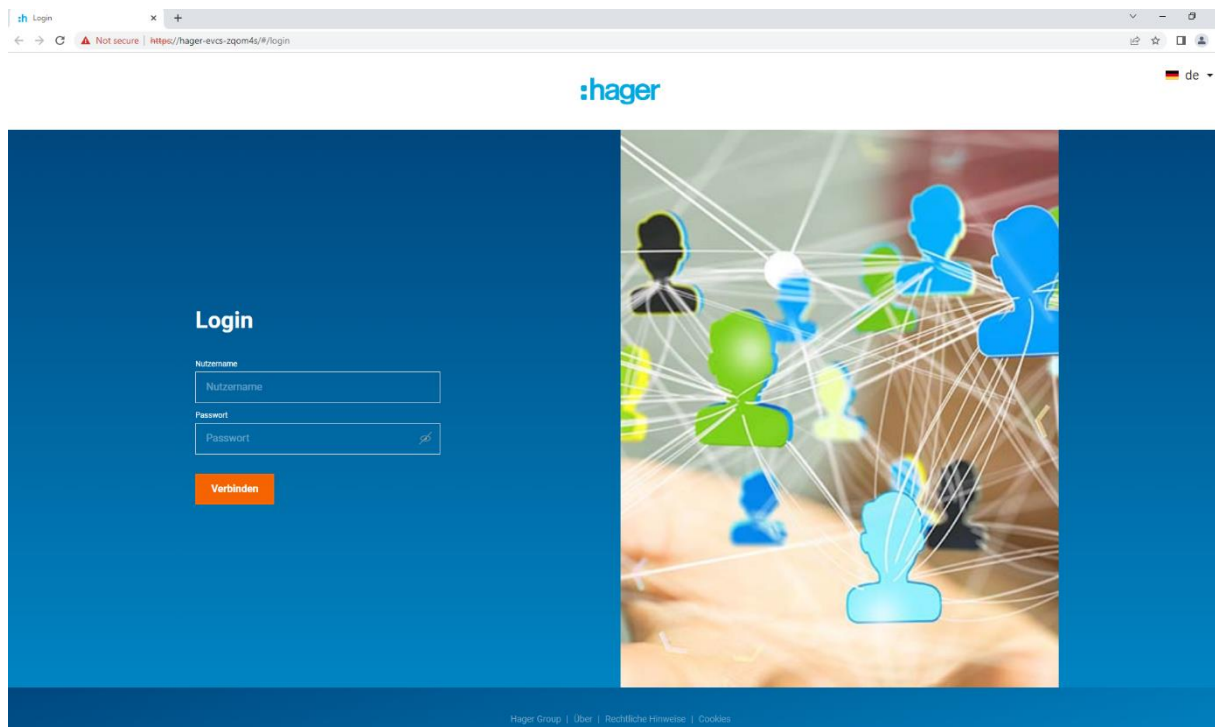 :h Login
Not secure | https://hager-evcs-zqom4s/#/login
:hager
de
Login
Nutzername
Nutzername
Passwort
Passwort
Verbinden
Hager Group | Über | Rechtliche Hinweise | Cookies